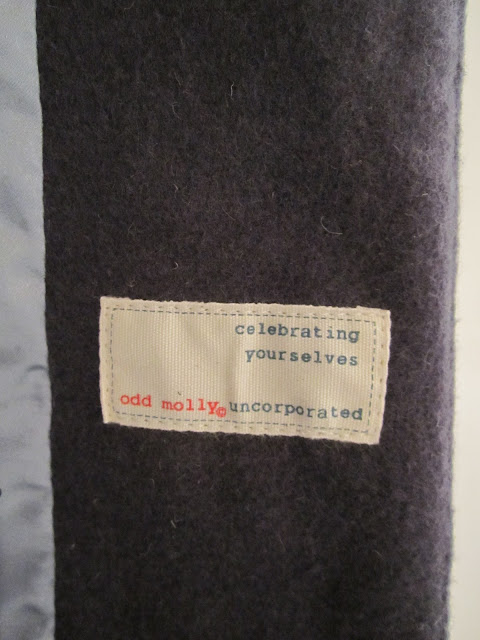 celebrating
yourselves
odd molly© uncorporated